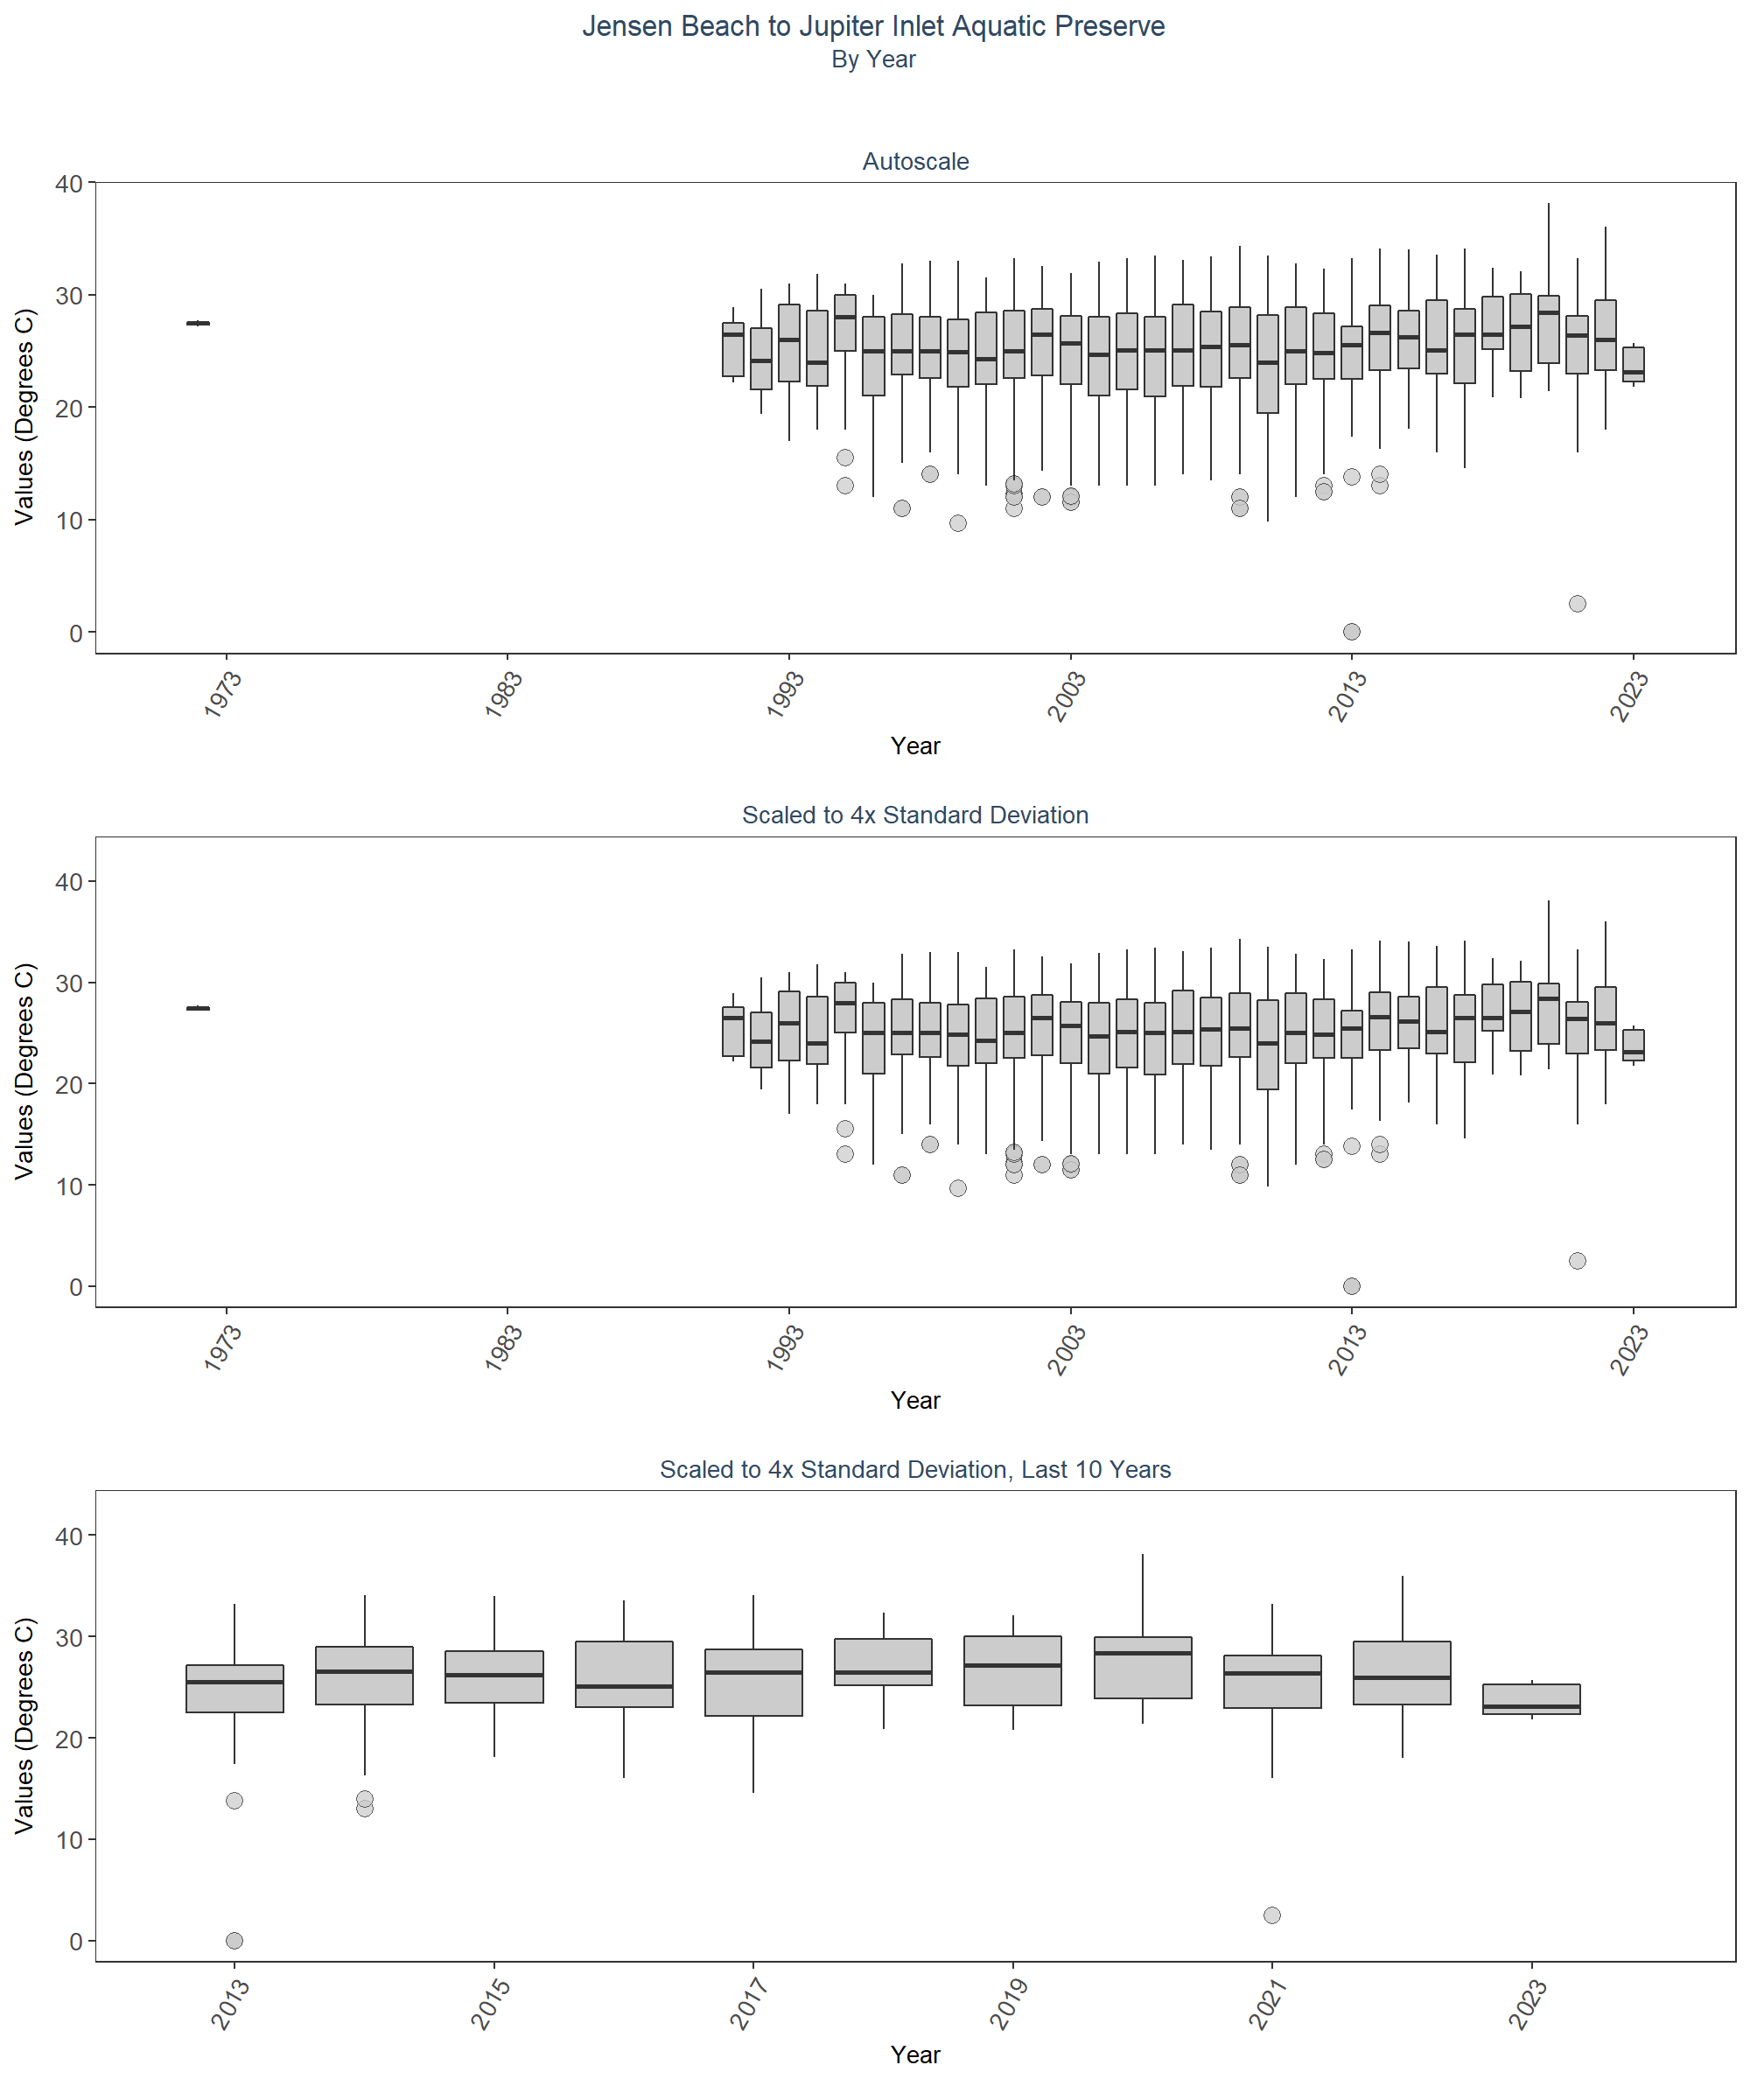 Jensen Beach to Jupiter Inlet Aquatic Preserve
By Year
Autoscale
40
30
20
10
0
Values (Degrees C)
1973 1983 1993 2003 2013 2023
Year
Scaled to 4x Standard Deviation
40
30
20
10
0
Values (Degrees C)
1973 1983 1993 2003 2013 2023
Year
Scaled to 4x Standard Deviation, Last 10 Years
40
30
20
10
0
Values (Degrees C)
2013 2015 2017 2019 2021 2023
Year